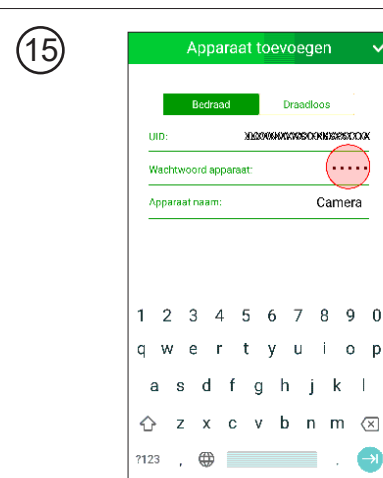 15
Apparaat toevoegen
Bedraad Draadloos
UID:
Wachtwoord apparaat: •••••
Apparaat naam: Camera
1 2 3 4 5 6 7 8 9 0
q w e r t y u i o p
a s d f g h j k l
z x c v b n m
?123 , .